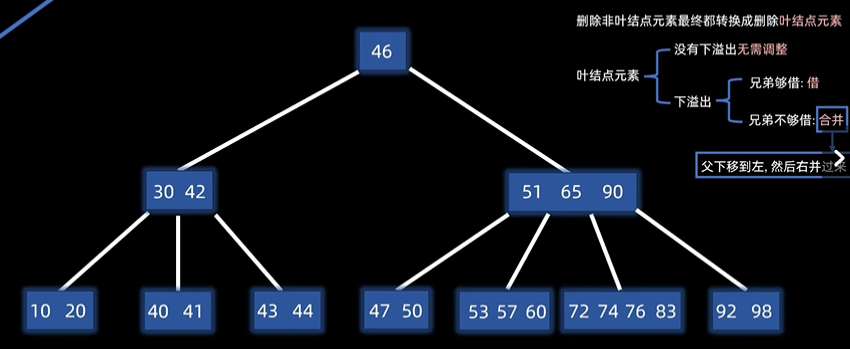 删除非叶结点元素最终都转换成删除叶结点元素
没有下溢出无需调整
叶结点元素
兄弟够借: 借
下溢出
兄弟不够借: 合并
父下移到左, 然后右并过来
46
30 42
51 65 90
10 20
40 41
43 44
47 50
53 57 60
72 74 76 83
92 98